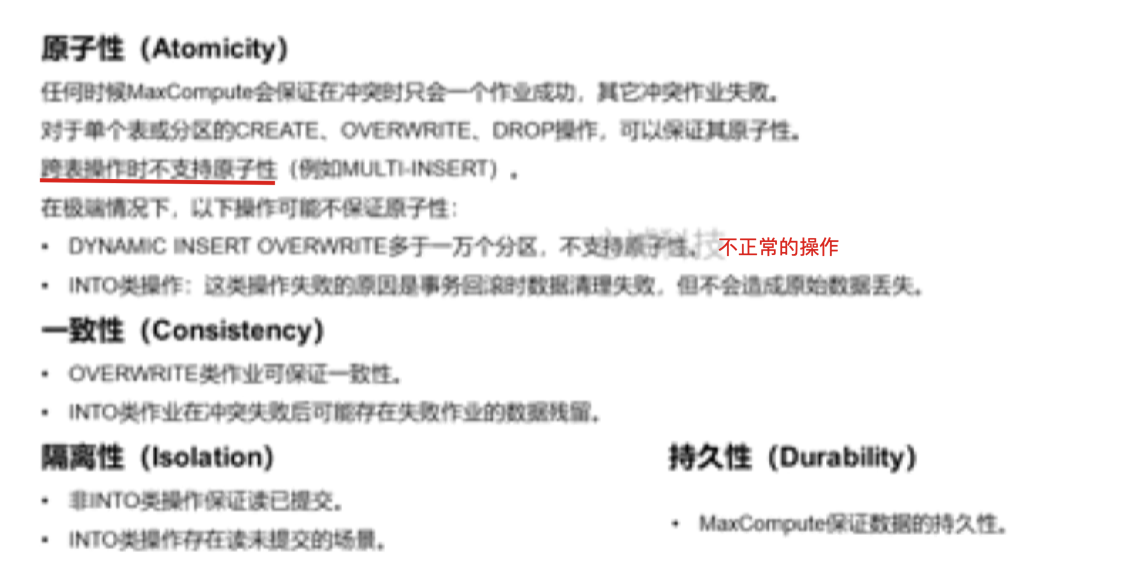 原子性（Atomicity）
任何时候MaxCompute会保证在冲突时只会一个作业成功，其它冲突作业失败。
对于单个表或分区的CREATE、OVERWRITE、DROP操作，可以保证其原子性。
跨表操作时不支持原子性（例如MULTI-INSERT）。
在极端情况下，以下操作可能不保证原子性：
• DYNAMIC INSERT OVERWRITE多于一万个分区，不支持原子性。 不正常的操作
• INTO类操作：这类操作失败的原因是事务回滚时数据清理失败，但不会造成原始数据丢失。
一致性（Consistency）
• OVERWRITE类作业可保证一致性。
• INTO类作业在冲突失败后可能存在失败作业的数据残留。
隔离性（Isolation）
• 非INTO类操作保证读已提交。
• INTO类操作存在读未提交的场景。
持久性（Durability）
• MaxCompute保证数据的持久性。